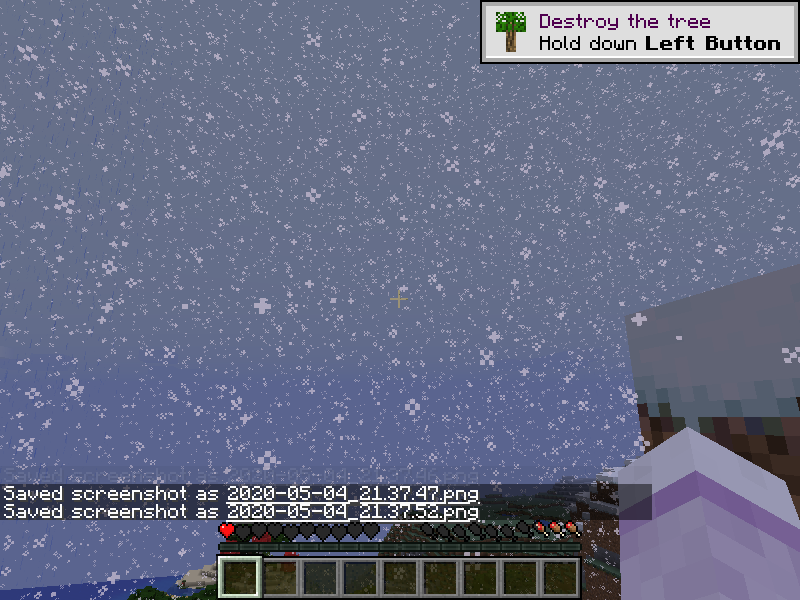 Destroy the tree
Hold down Left Button
Saved screenshot as 2020-05-04_21.37.47.png
Saved screenshot as 2020-05-04_21.37.52.png